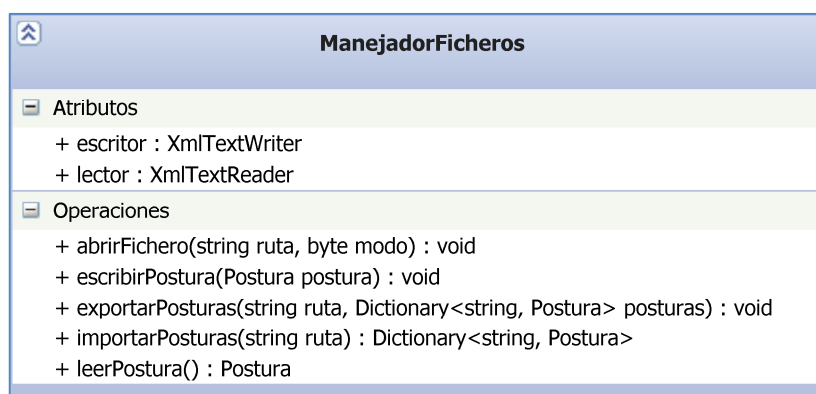 ManejadorFicheros
Atributos
+ escritor : XmlTextWriter
+ lector : XmlTextReader
Operaciones
+ abrirFichero(string ruta, byte modo) : void
+ escribirPostura(Postura postura) : void
+ exportarPosturas(string ruta, Dictionary<string, Postura> posturas) : void
+ importarPosturas(string ruta) : Dictionary<string, Postura>
+ leerPostura() : Postura